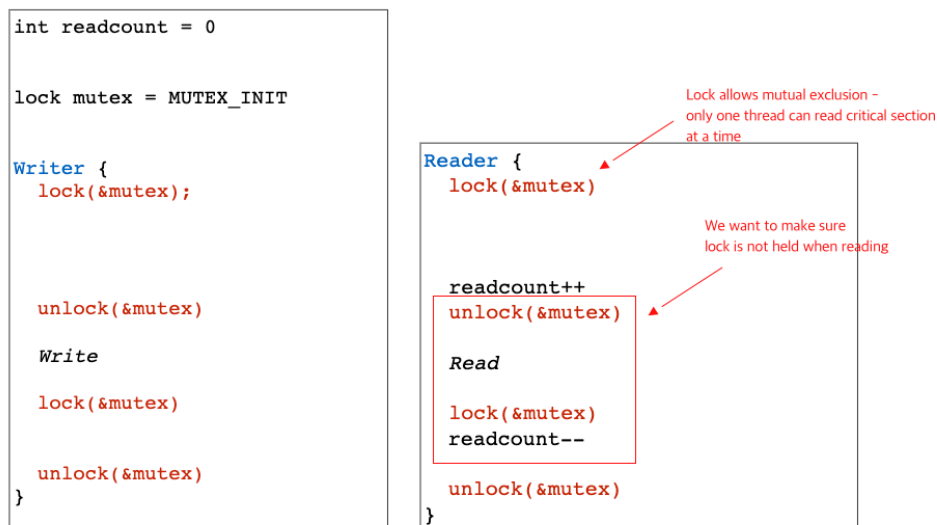 int readcount = 0
lock mutex = MUTEX_INIT
Writer {
lock(&mutex);
unlock(&mutex)
Write
lock(&mutex)
unlock(&mutex)
}
Lock allows mutual exclusion -
only one thread can read critical section
at a time
Reader {
lock(&mutex)
We want to make sure
lock is not held when reading
readcount++
unlock(&mutex)
Read
lock(&mutex)
readcount--
unlock(&mutex)
}